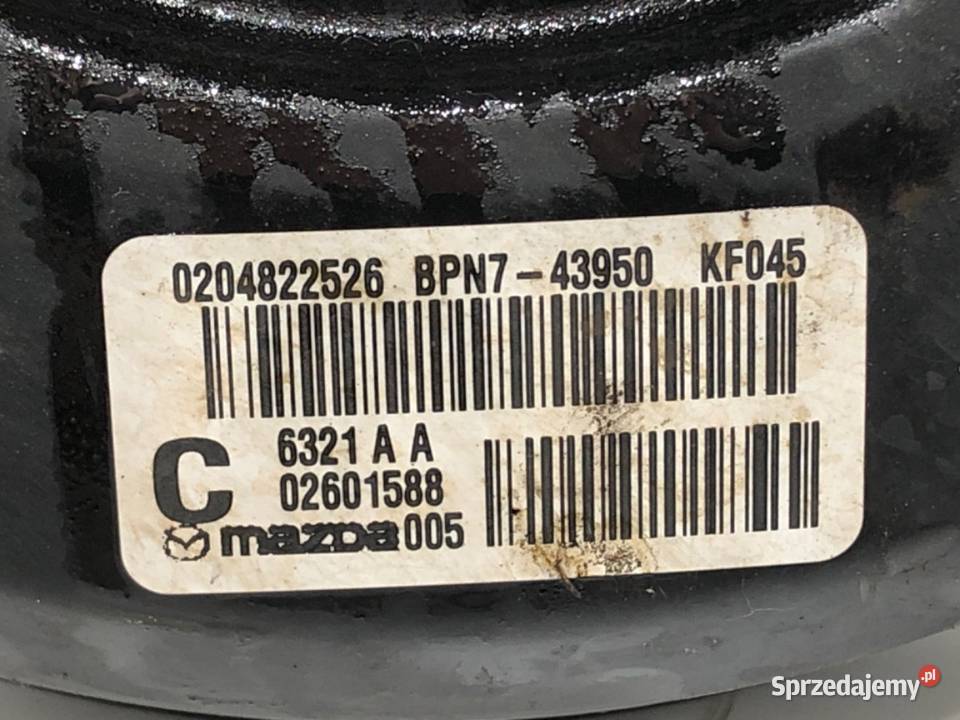 0204822526 BPN7-43950 KF045
C 6321 A A
02601588
mazda 005
Sprzedajemy.pl